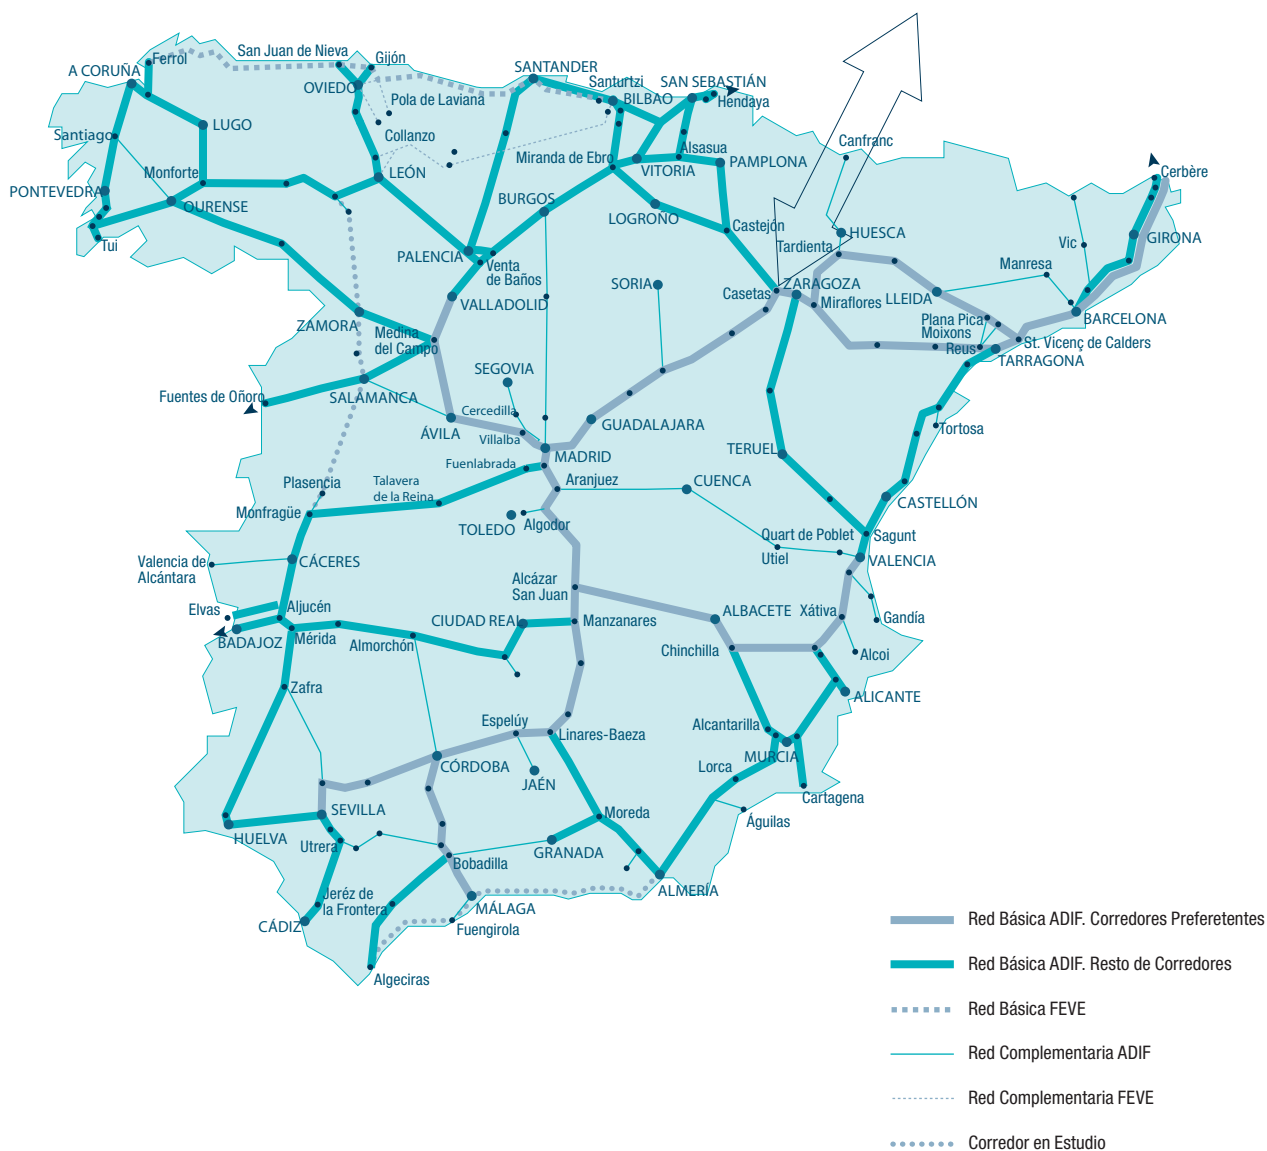 San Juan de Nieva
Gijón
Ferrol
A CORUÑA
OVIEDO
SANTANDER
Santurtzi
SAN SEBASTIÁN
BILBAO
Hendaya
Pola de Laviana
Collanzo
LUGO
Santiago
Canfranc
Alsasua
Miranda de Ebro
VITORIA
PAMPLONA
Monforte
LEÓN
Cerbère
PONTEVEDRA
OURENSE
BURGOS
LOGROÑO
Castejón
HUESCA
Tardienta
Vic
GIRONA
Tui
PALENCIA
Venta
de Baños
Manresa
SORIA
Casetas
ZARAGOZA
Miraflores
LLEIDA
VALLADOLID
ZAMORA
Medina
del Campo
Plana Pica
Moixons
Reus
BARCELONA
St. Vicenç de Calders
TARRAGONA
SEGOVIA
Fuentes de Oñoro
SALAMANCA
Cercedilla
ÁVILA
Villalba
GUADALAJARA
Tortosa
MADRID
TERUEL
Fuenlabrada
Aranjuez
CUENCA
Plasencia
Talavera
de la Reina
Monfragüe
TOLEDO
Algodor
CASTELLÓN
Quart de Poblet
Sagunt
Utiel
VALENCIA
Valencia de
Alcántara
CÁCERES
Alcázar
San Juan
Elvas
Aljucén
BADAJOZ
Mérida
Almorchón
CIUDAD REAL
Manzanares
ALBACETE
Xátiva
Gandía
Chinchilla
Alcoi
Zafra
ALICANTE
Espelúy
Linares-Baeza
Alcantarilla
MURCIA
CÓRDOBA
JAÉN
Lorca
Cartagena
SEVILLA
Moreda
Águilas
HUELVA
Utrera
GRANADA
Bobadilla
ALMERÍA
Jeréz de
la Frontera
CÁDIZ
MÁLAGA
Fuengirola
Algeciras
Red Básica ADIF. Corredores Preferetentes
Red Básica ADIF. Resto de Corredores
Red Básica FEVE
Red Complementaria ADIF
Red Complementaria FEVE
Corredor en Estudio